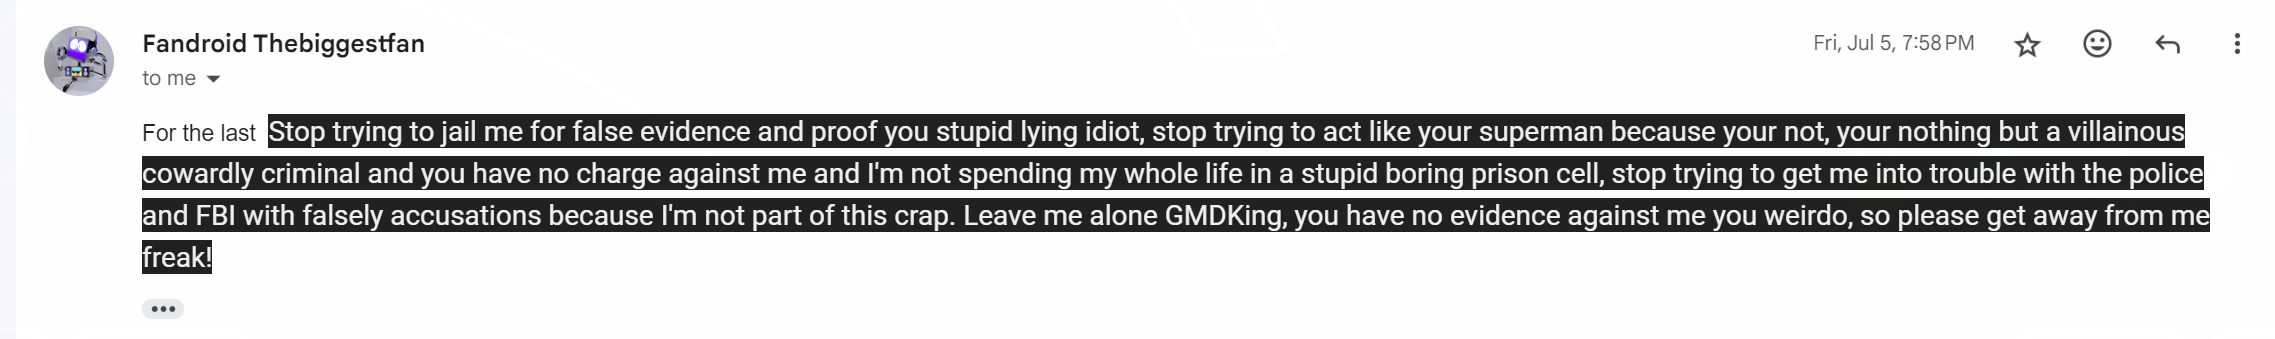 Fandroid Thebiggestfan
Fri, Jul 5, 7:58 PM
to me
For the last Stop trying to jail me for false evidence and proof you stupid lying idiot, stop trying to act like your superman because your not, your nothing but a villainous
cowardly criminal and you have no charge against me and I'm not spending my whole life in a stupid boring prison cell, stop trying to get me into trouble with the police
and FBI with falsely accusations because I'm not part of this crap. Leave me alone GMDKing, you have no evidence against me you weirdo, so please get away from me
freak!